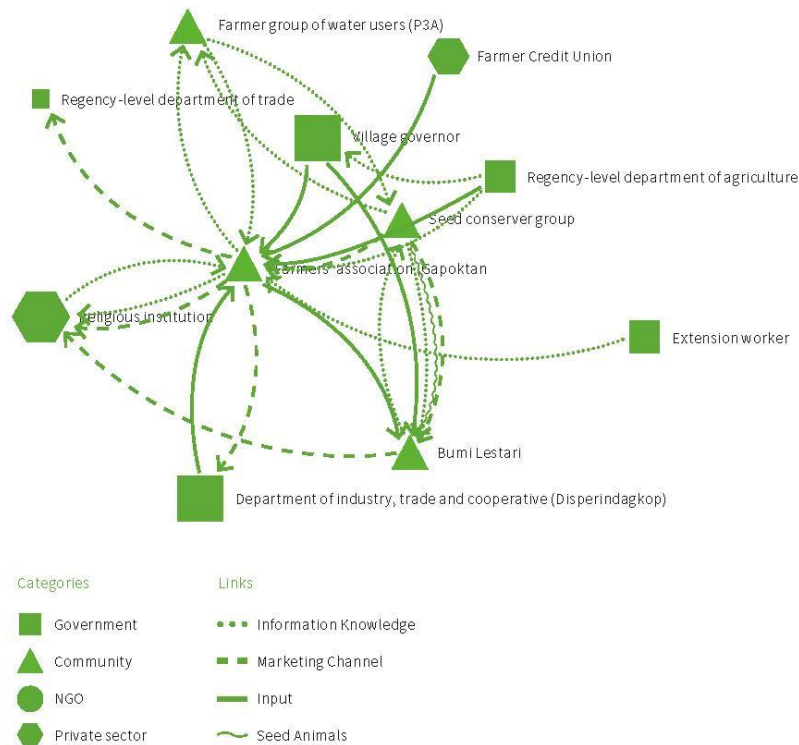 Farmer group of water users (P3A)
Farmer Credit Union
Regency-level department of trade
Village governor
Regency-level department of agriculture
Seed conserver group
Farmers' association (Gapoktan
Religious institution
Extension worker
Bumi Lestari
Department of industry, trade and cooperative (Disperindagkop)
Categories
Links
Government
Information Knowledge
Community
Marketing Channel
NGO
Input
Private sector
Seed Animals